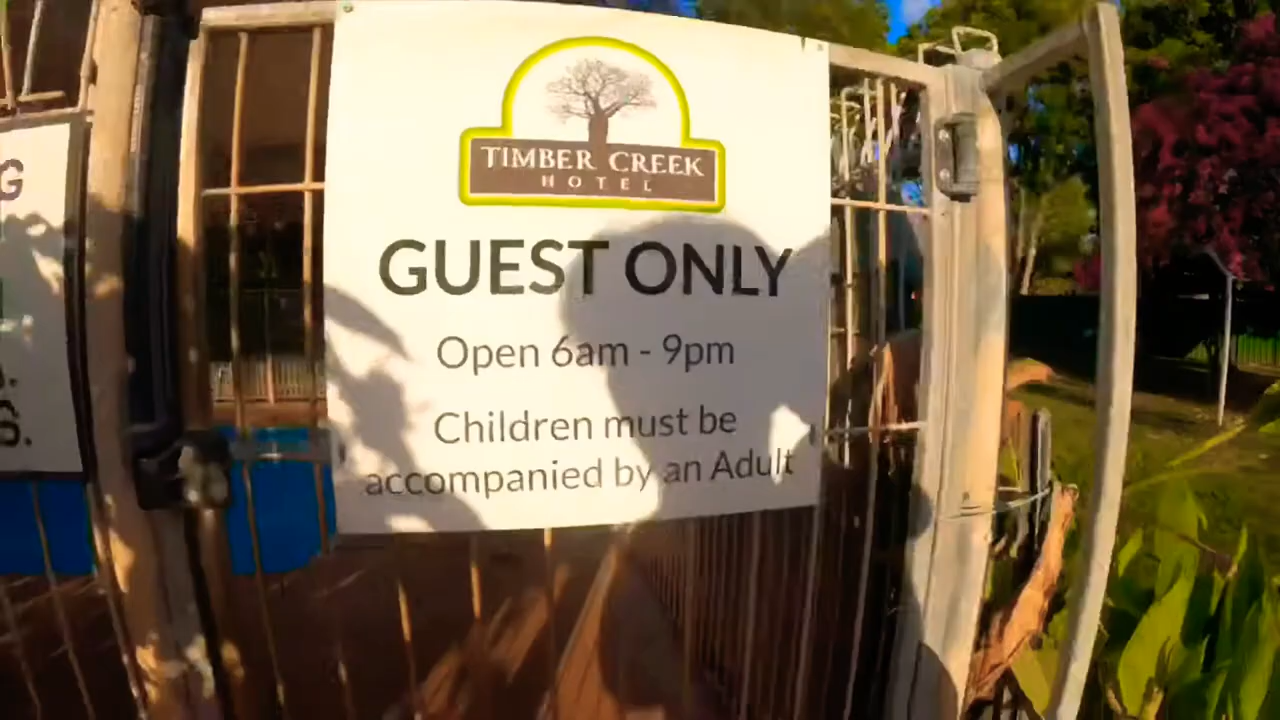 TIMBER CREEK
HOTEL
GUEST ONLY
Open 6am - 9pm
Children must be
accompanied by an Adult